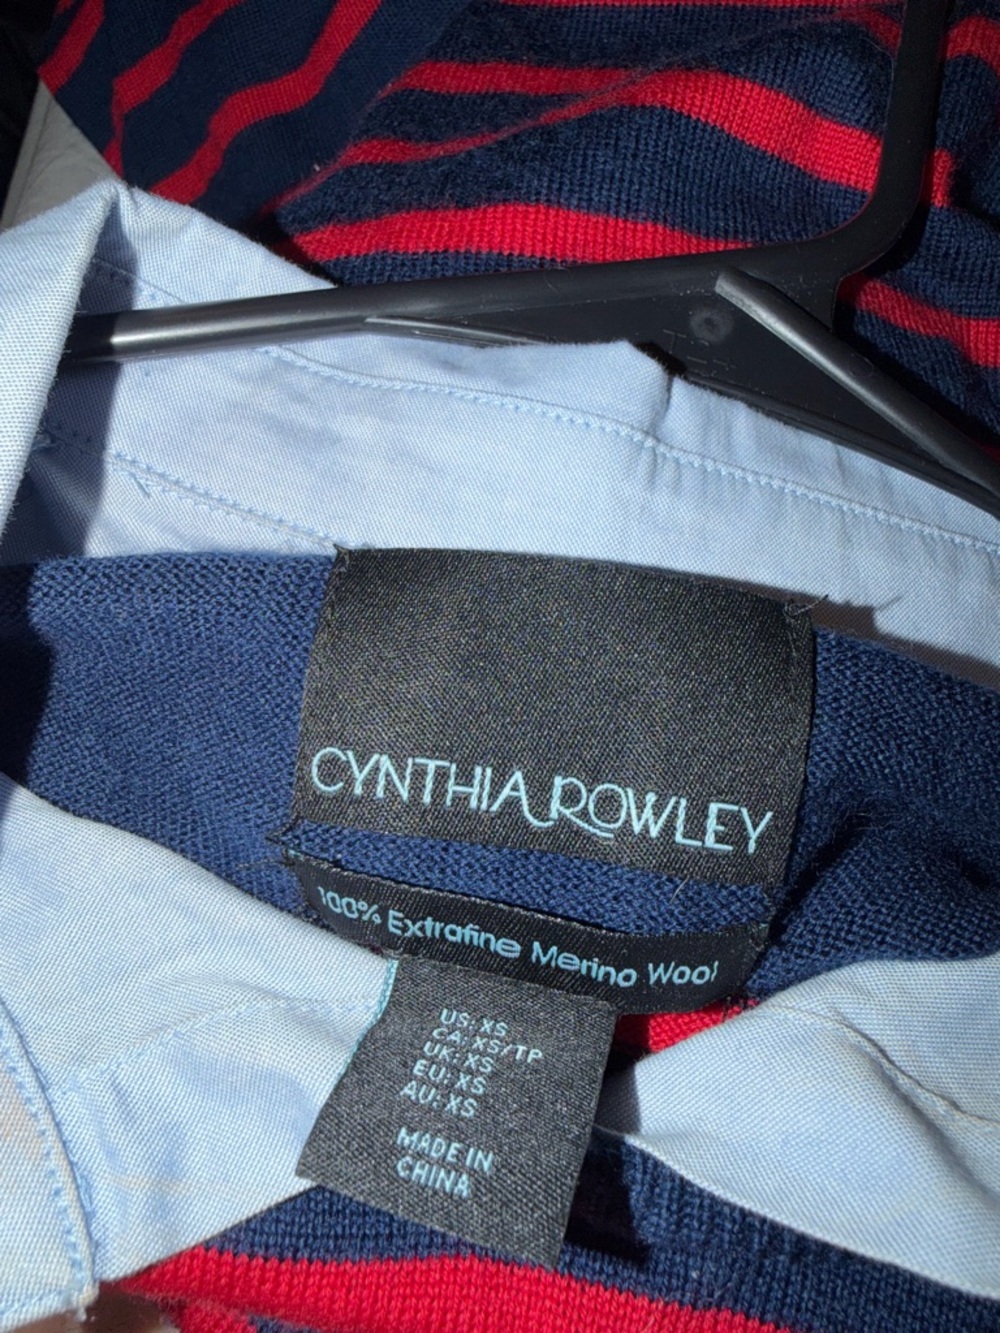 CYNTHIA ROWLEY
100% Extrafine Merino Wool
US: XS
CA: XS/TP
UK: XS
EU: XS
AU: XS
MADE IN
CHINA